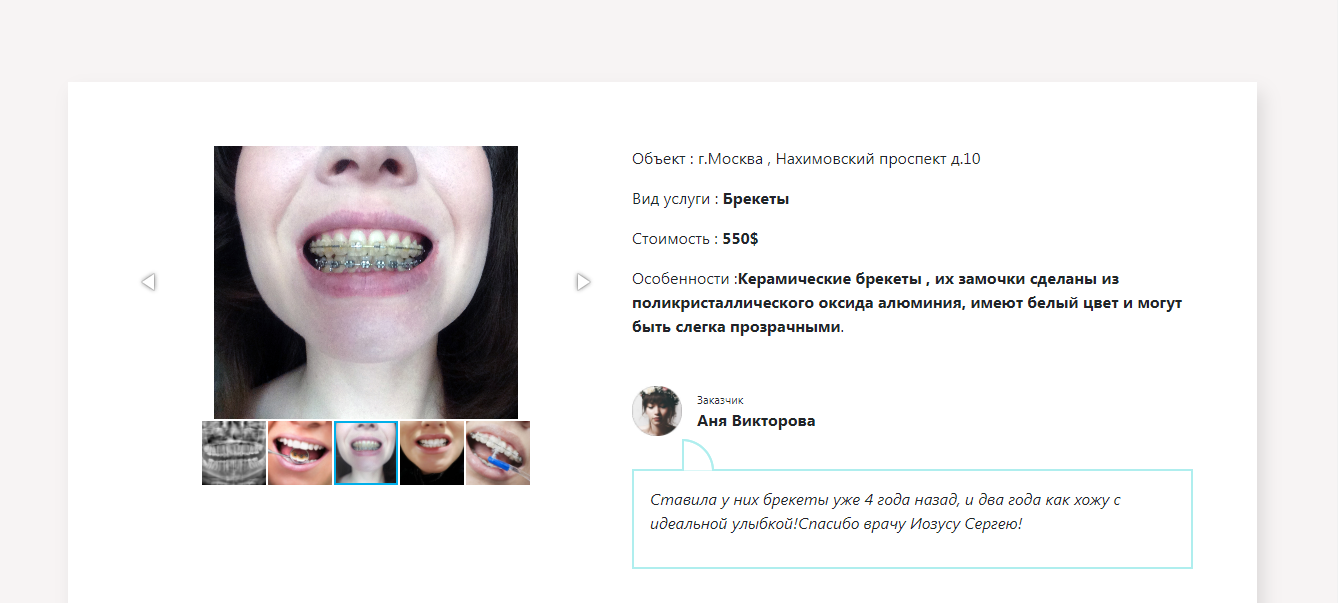 Объект : г.Москва , Нахимовский проспект д.10
Вид услуги : Брекеты
Стоимость : 550$
Особенности :Керамические брекеты , их замочки сделаны из
поликристаллического оксида алюминия, имеют белый цвет и могут
быть слегка прозрачными.
Заказчик
Аня Викторова
Ставила у них брекеты уже 4 года назад, и два года как хожу с
идеальной улыбкой!Спасибо врачу Иозусу Сергею!